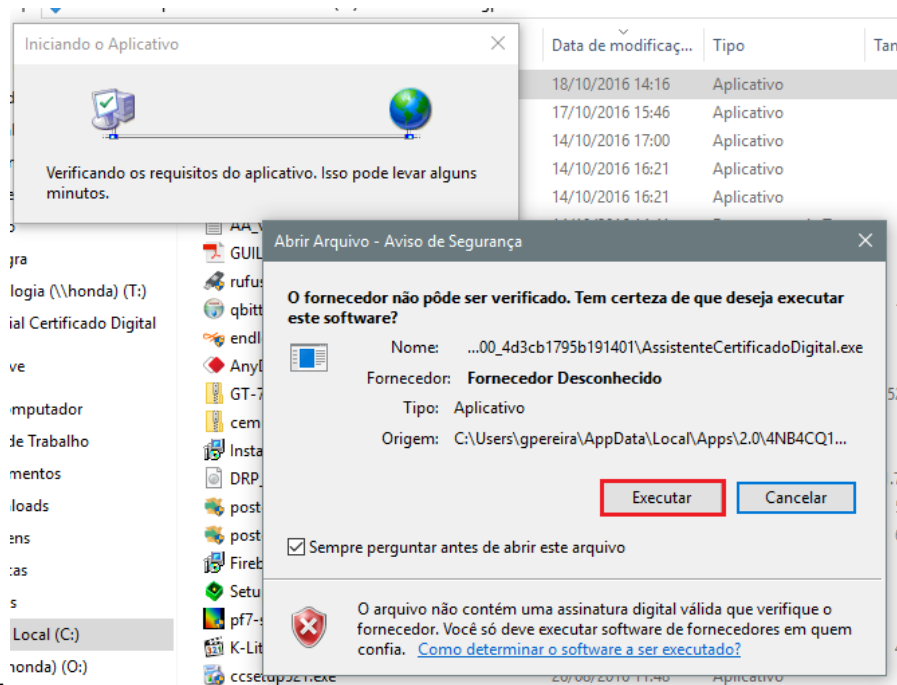 Iniciando o Aplicativo
Verificando os requisitos do aplicativo. Isso pode levar alguns
minutos.
Data de modificaç... Tipo
18/10/2016 14:16 Aplicativo
17/10/2016 15:46 Aplicativo
14/10/2016 17:00 Aplicativo
14/10/2016 16:21 Aplicativo
14/10/2016 16:21 Aplicativo
Abrir Arquivo - Aviso de Segurança
O fornecedor não pôde ser verificado. Tem certeza de que deseja executar
este software?
Nome: ...00_4d3cb1795b191401\AssistenteCertificadoDigital.exe
Fornecedor: Fornecedor Desconhecido
Tipo: Aplicativo
Origem: C:\Users\gpereira\AppData\Local\Apps\2.0\4NB4CQ1...
Executar Cancelar
Sempre perguntar antes de abrir este arquivo
O arquivo não contém uma assinatura digital válida que verifique o
fornecedor. Você só deve executar software de fornecedores em quem
confia. Como determinar o software a ser executado?
logia (\\honda) (T:)
ial Certificado Digital
omputador
de Trabalho
mentos
Local (C:)
honda) (O:)
GUIL
rufus
qbitt
endl
AnyD
GT-7
cem
Insta
DRP_
post
post
Fireb
Setu
pf7-s
K-Lit
ccsetup521.exe